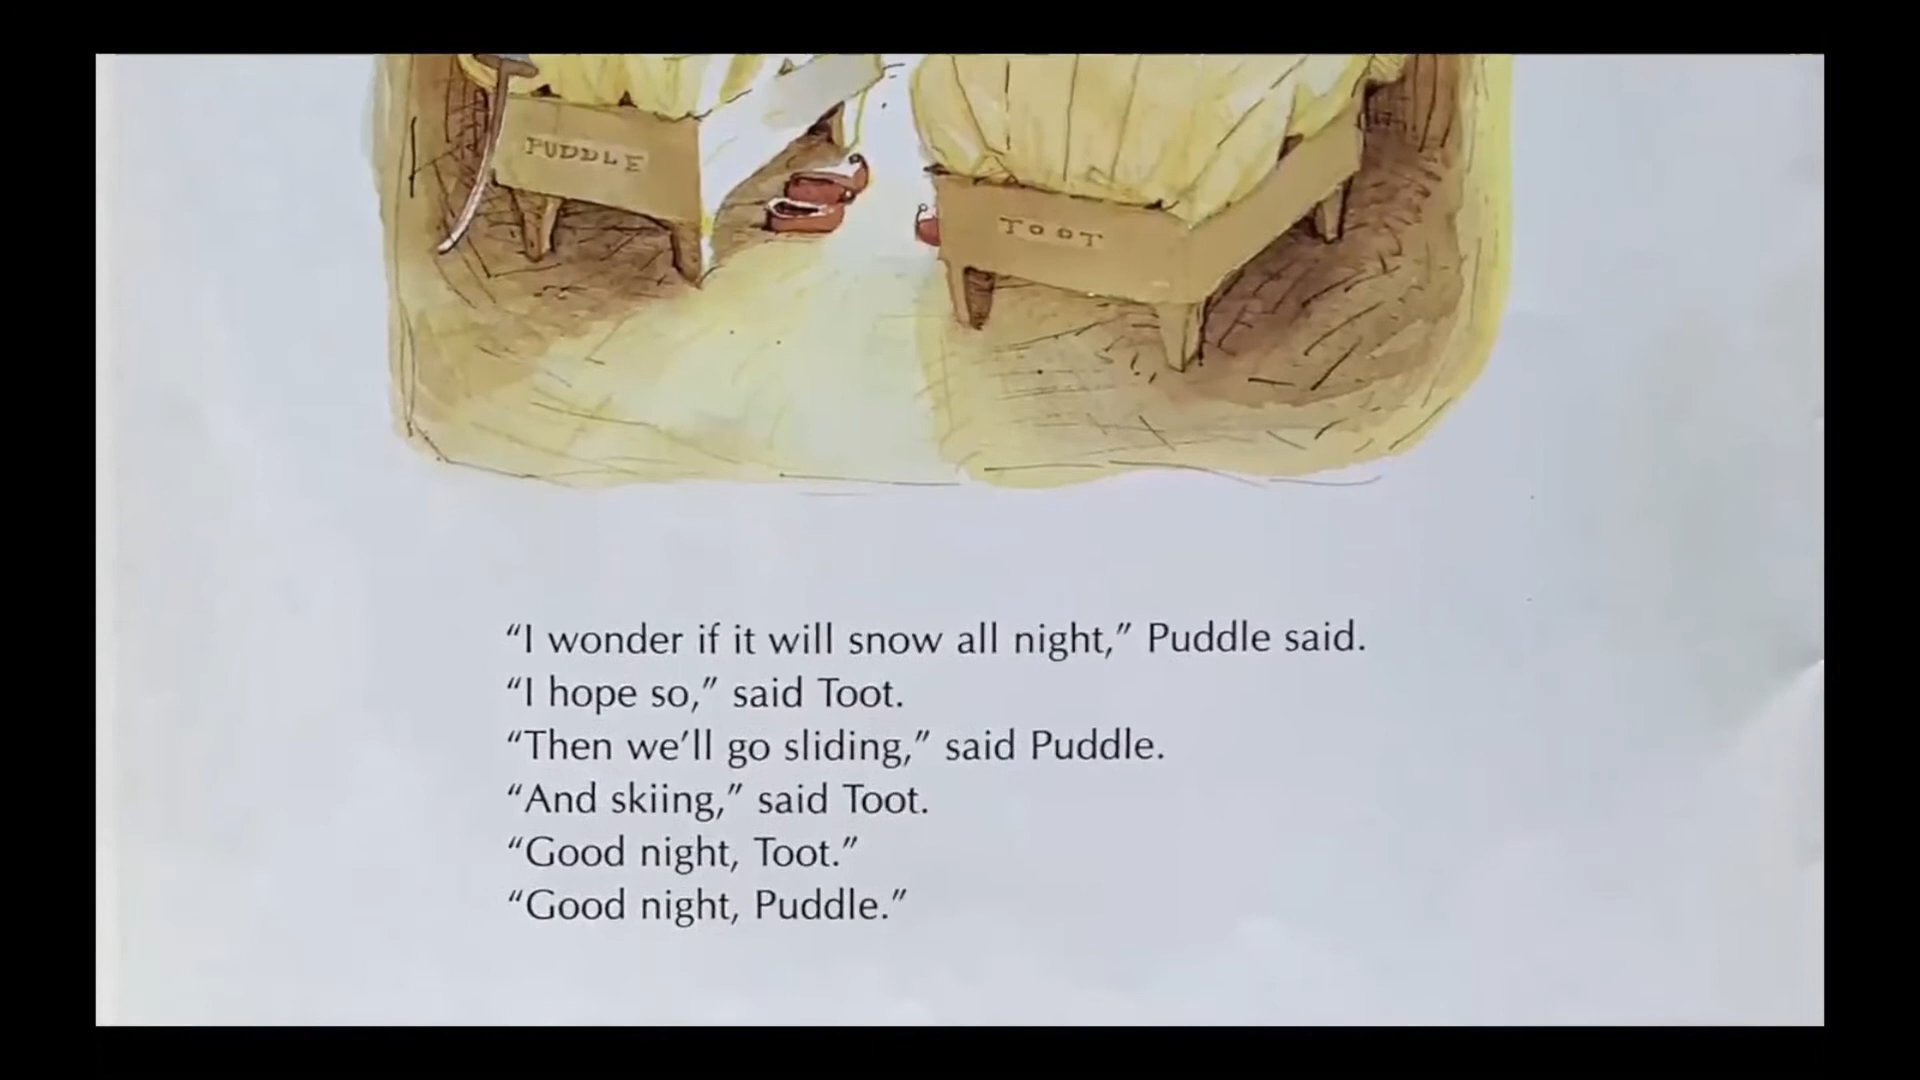 PUDDLE
TOOT
“I wonder if it will snow all night,” Puddle said.
“I hope so,” said Toot.
“Then we’ll go sliding,” said Puddle.
“And skiing,” said Toot.
“Good night, Toot.”
“Good night, Puddle.”